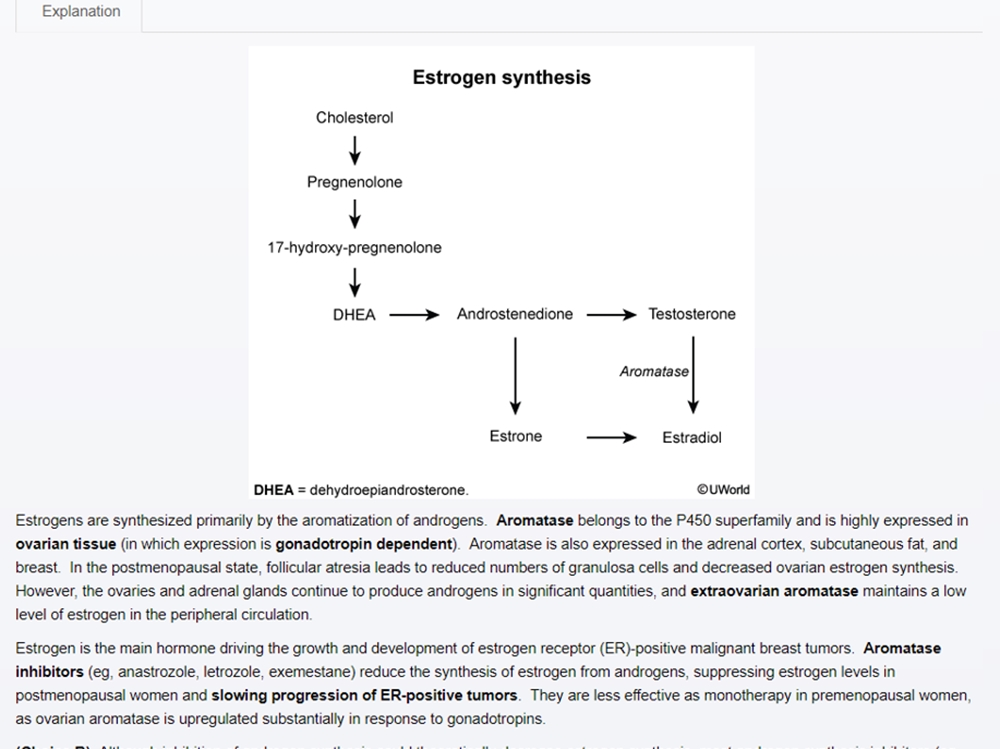 Explanation
Estrogen synthesis
Cholesterol
Pregnenolone
17-hydroxy-pregnenolone
DHEA
Androstenedione
Testosterone
Aromatase
Estrone
Estradiol
DHEA = dehydroepiandrosterone.
©UWorld
Estrogens are synthesized primarily by the aromatization of androgens. Aromatase belongs to the P450 superfamily and is highly expressed in
ovarian tissue (in which expression is gonadotropin dependent). Aromatase is also expressed in the adrenal cortex, subcutaneous fat, and
breast. In the postmenopausal state, follicular atresia leads to reduced numbers of granulosa cells and decreased ovarian estrogen synthesis.
However, the ovaries and adrenal glands continue to produce androgens in significant quantities, and extraovarian aromatase maintains a low
level of estrogen in the peripheral circulation.
Estrogen is the main hormone driving the growth and development of estrogen receptor (ER)-positive malignant breast tumors. Aromatase
inhibitors (eg, anastrozole, letrozole, exemestane) reduce the synthesis of estrogen from androgens, suppressing estrogen levels in
postmenopausal women and slowing progression of ER-positive tumors. They are less effective as monotherapy in premenopausal women,
as ovarian aromatase is upregulated substantially in response to gonadotropins.